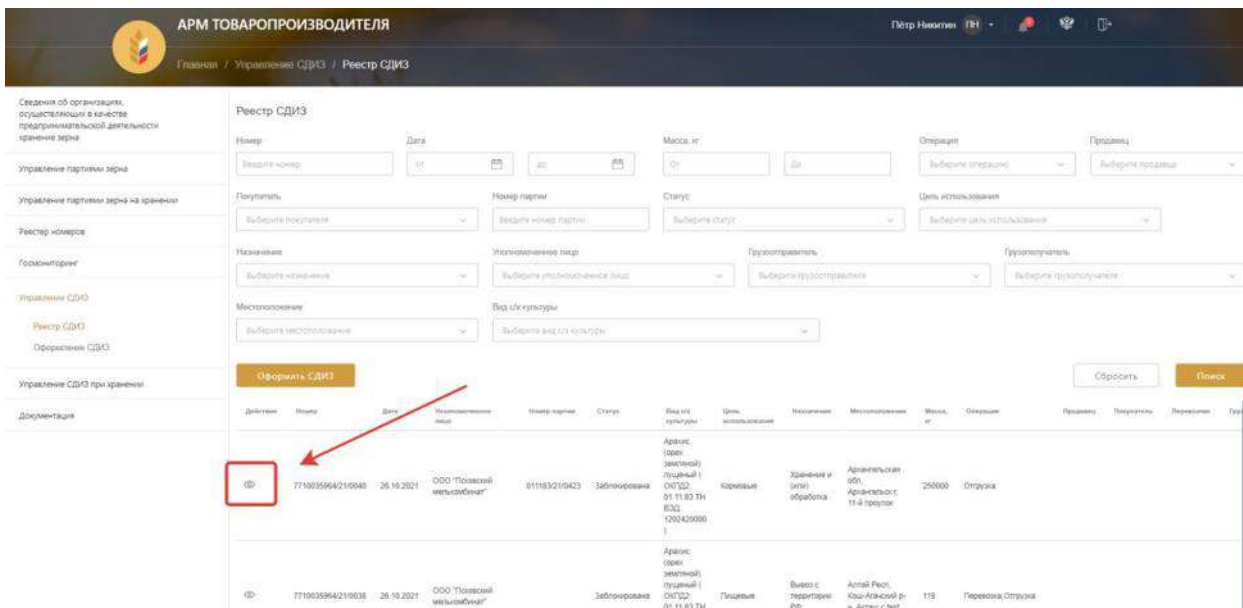 АРМ ТОВАРОПРОИЗВОДИТЕЛЯ
Пётр Никитин ПН
Главная / Управление СДИЗ / Реестр СДИЗ
Сведения об организациях,
осуществляющих в качестве
предпринимательской деятельности
хранение зерна
Управление партиями зерна
Управление партиями зерна на хранении
Реестр номеров
Госмониторинг
Управление СДИЗ
Реестр СДИЗ
Оформление СДИЗ
Управление СДИЗ при хранении
Документация
Реестр СДИЗ
Номер Дата Масса, кг Операция Продавец
Введите номер от до От До Выберите операцию Выберите продавца
Покупатель Номер партии Статус Цель использования
Выберите покупателя Введите номер партии Выберите статус Выберите цель использования
Назначение Уполномоченное лицо Грузоотправитель Грузополучатель
Выберите назначение Выберите уполномоченное лицо Выберите грузоотправителя Выберите грузополучателя
Местоположение Вид с/х культуры
Выберите местоположение Выберите вид с/х культуры
Оформить СДИЗ Сбросить Поиск
Действия Номер Дата Уполномоченное лицо Номер партии Статус Вид с/х культуры Цель использования Назначение Местоположение Масса, кг Операция Продавец Покупатель Перевозчик
7710035964/21/0040 26.10.2021 ООО "Псковский мелькомбинат" 011183/21/0423 Заблокирована Арахис (орех земляной) лущеный ( ОКПД2: 01.11.83 ТН ВЭД: 1202420000 ) Кормовые Хранение и (или) обработка Архангельская обл, Архангельск г, 11-й проулок 250000 Отгрузка
7710035964/21/0038 26.10.2021 ООО "Псковский мелькомбинат" Заблокирована Арахис (орех земляной) лущеный ( ОКПД2: 01.11.83 ТН Пищевые Вывоз с территории РФ Алтай Респ, Кош-Агачский р-н 119 Перевозка, Отгрузка